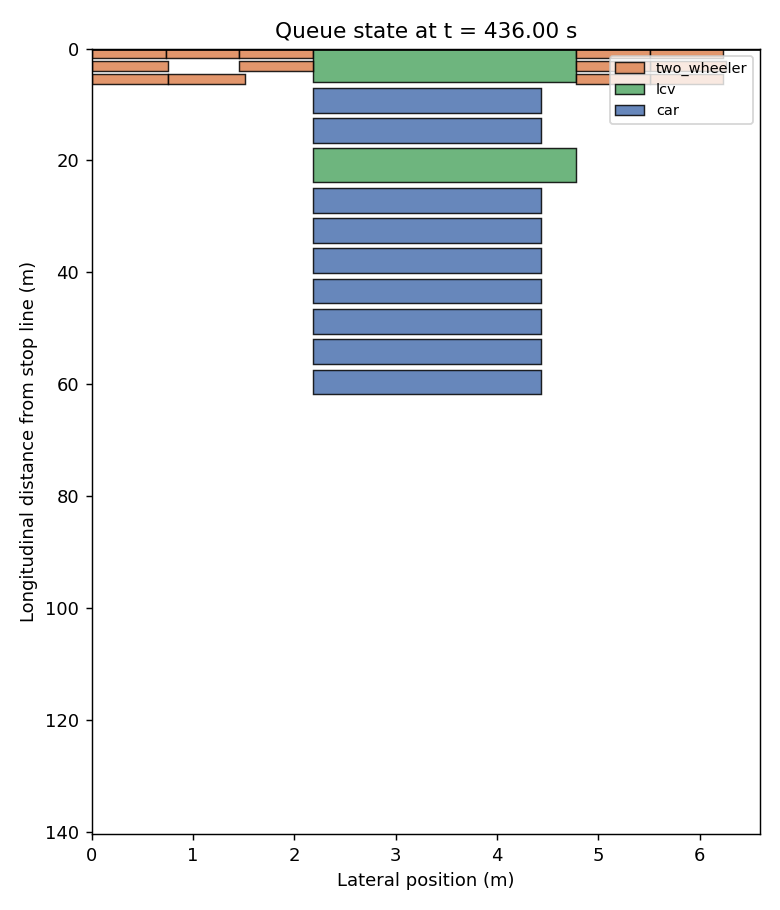 Queue state at t = 436.00 s
two_wheeler
lcv
car
0
20
40
60
80
100
120
140
Longitudinal distance from stop line (m)
0 1 2 3 4 5 6
Lateral position (m)